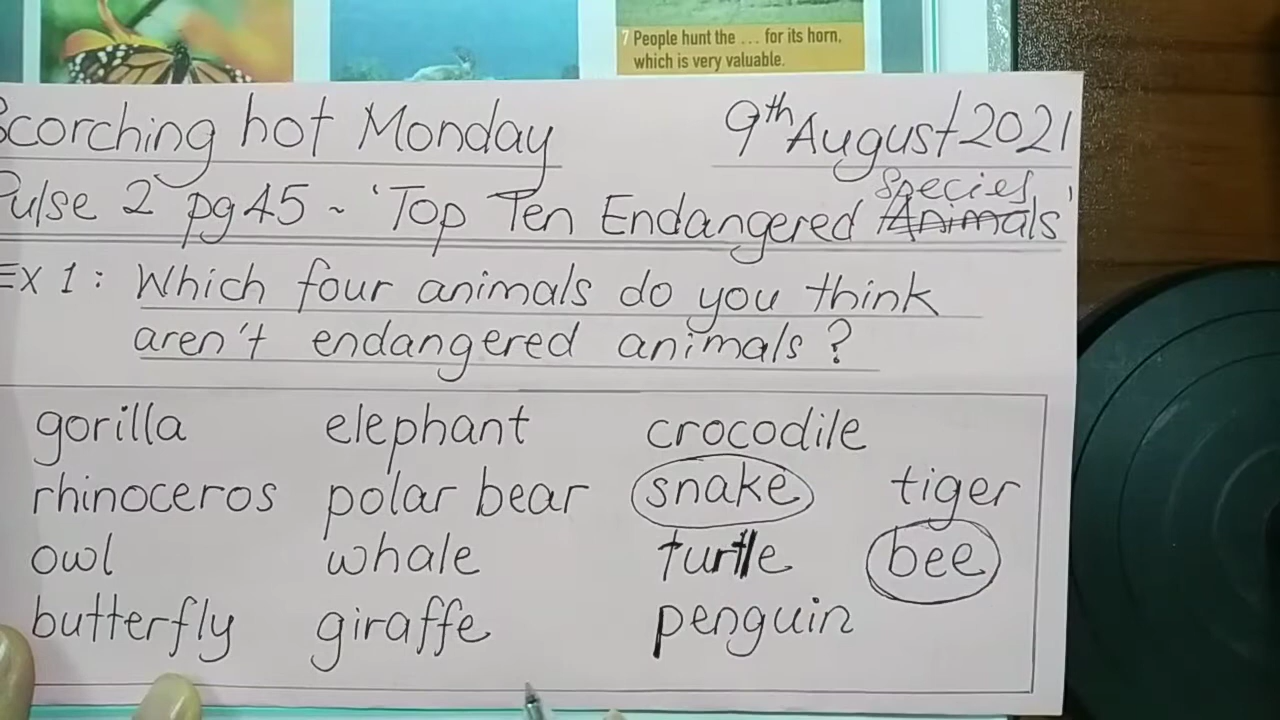 7 People hunt the ... for its horn,
which is very valuable.
Scorching hot Monday 9th August 2021
Pulse 2 pg 45 ~ 'Top Ten Endangered Animals Species'
Ex 1: Which four animals do you think
aren't endangered animals?
gorilla elephant crocodile
rhinoceros polar bear snake tiger
owl whale turtle bee
butterfly giraffe penguin